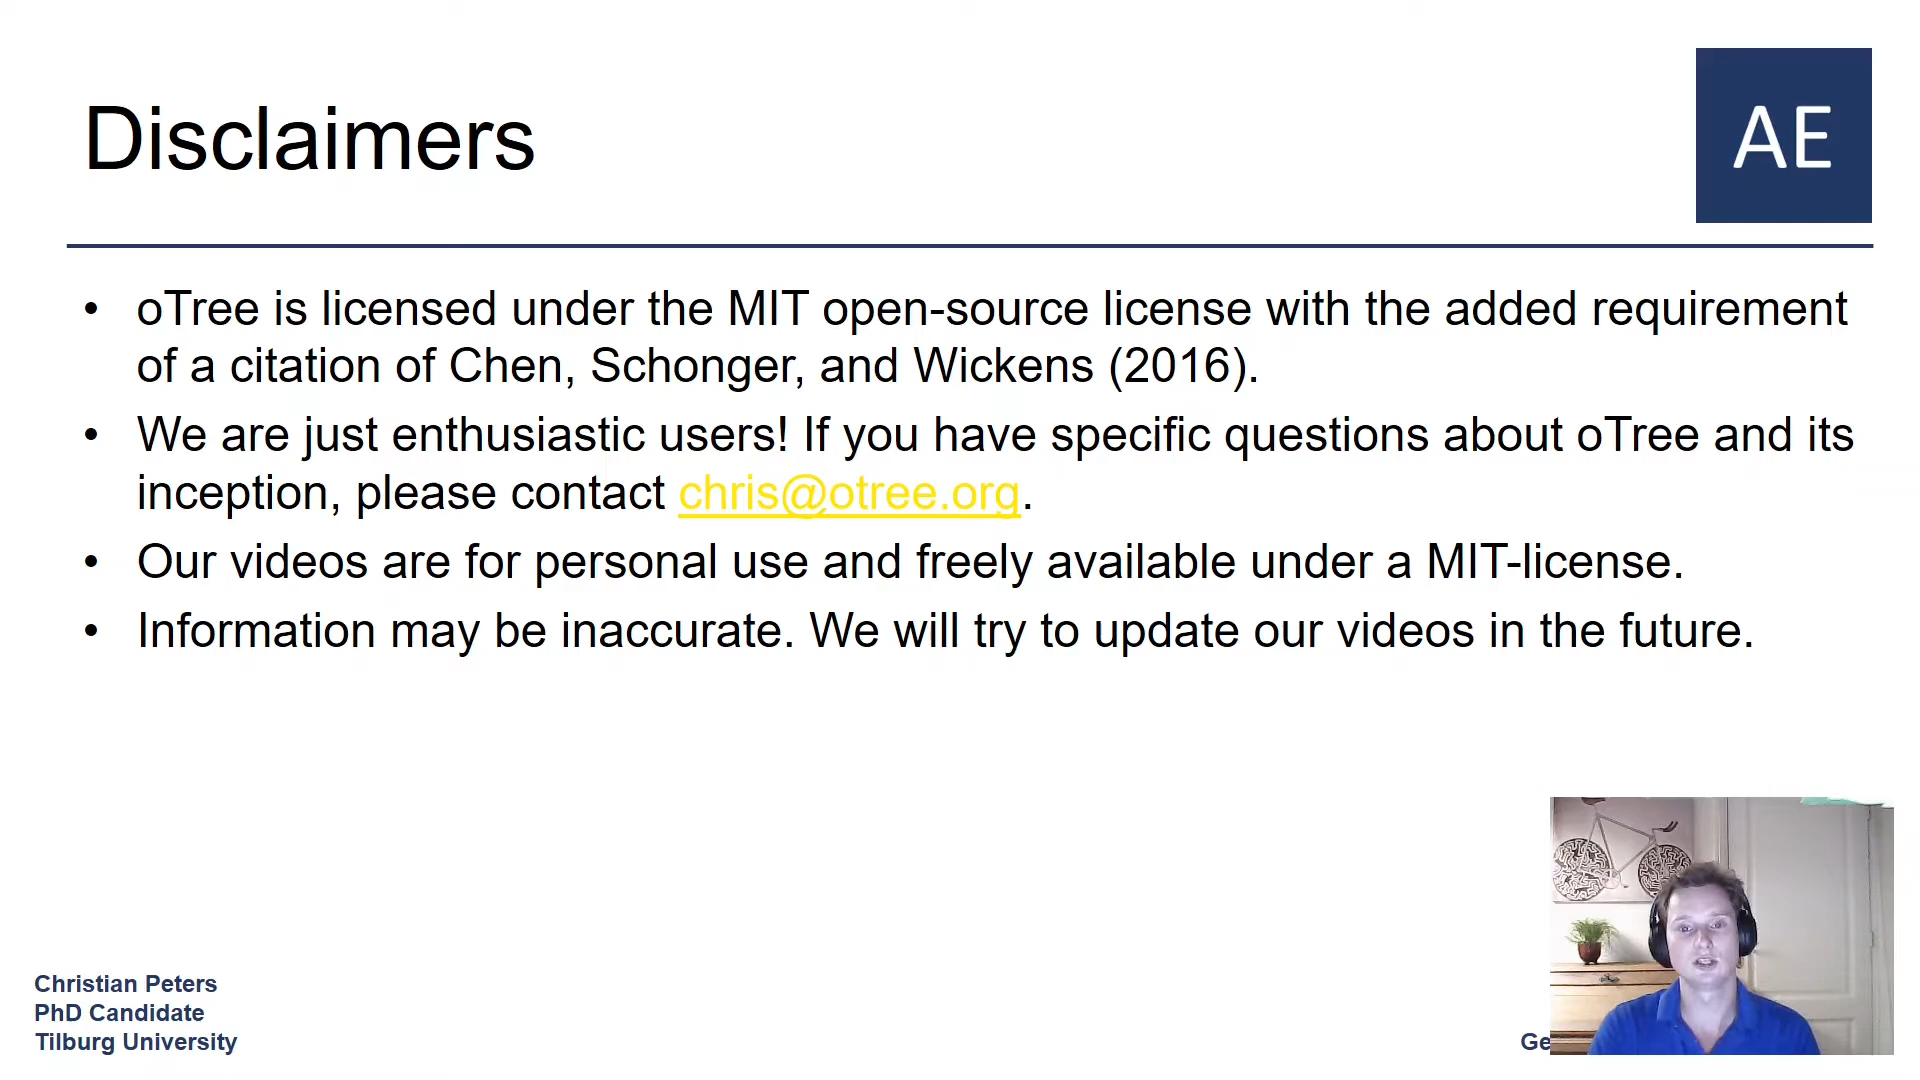 Disclaimers
AE
• oTree is licensed under the MIT open-source license with the added requirement
of a citation of Chen, Schonger, and Wickens (2016).
• We are just enthusiastic users! If you have specific questions about oTree and its
inception, please contact chris@otree.org.
• Our videos are for personal use and freely available under a MIT-license.
• Information may be inaccurate. We will try to update our videos in the future.
Christian Peters
PhD Candidate
Tilburg University